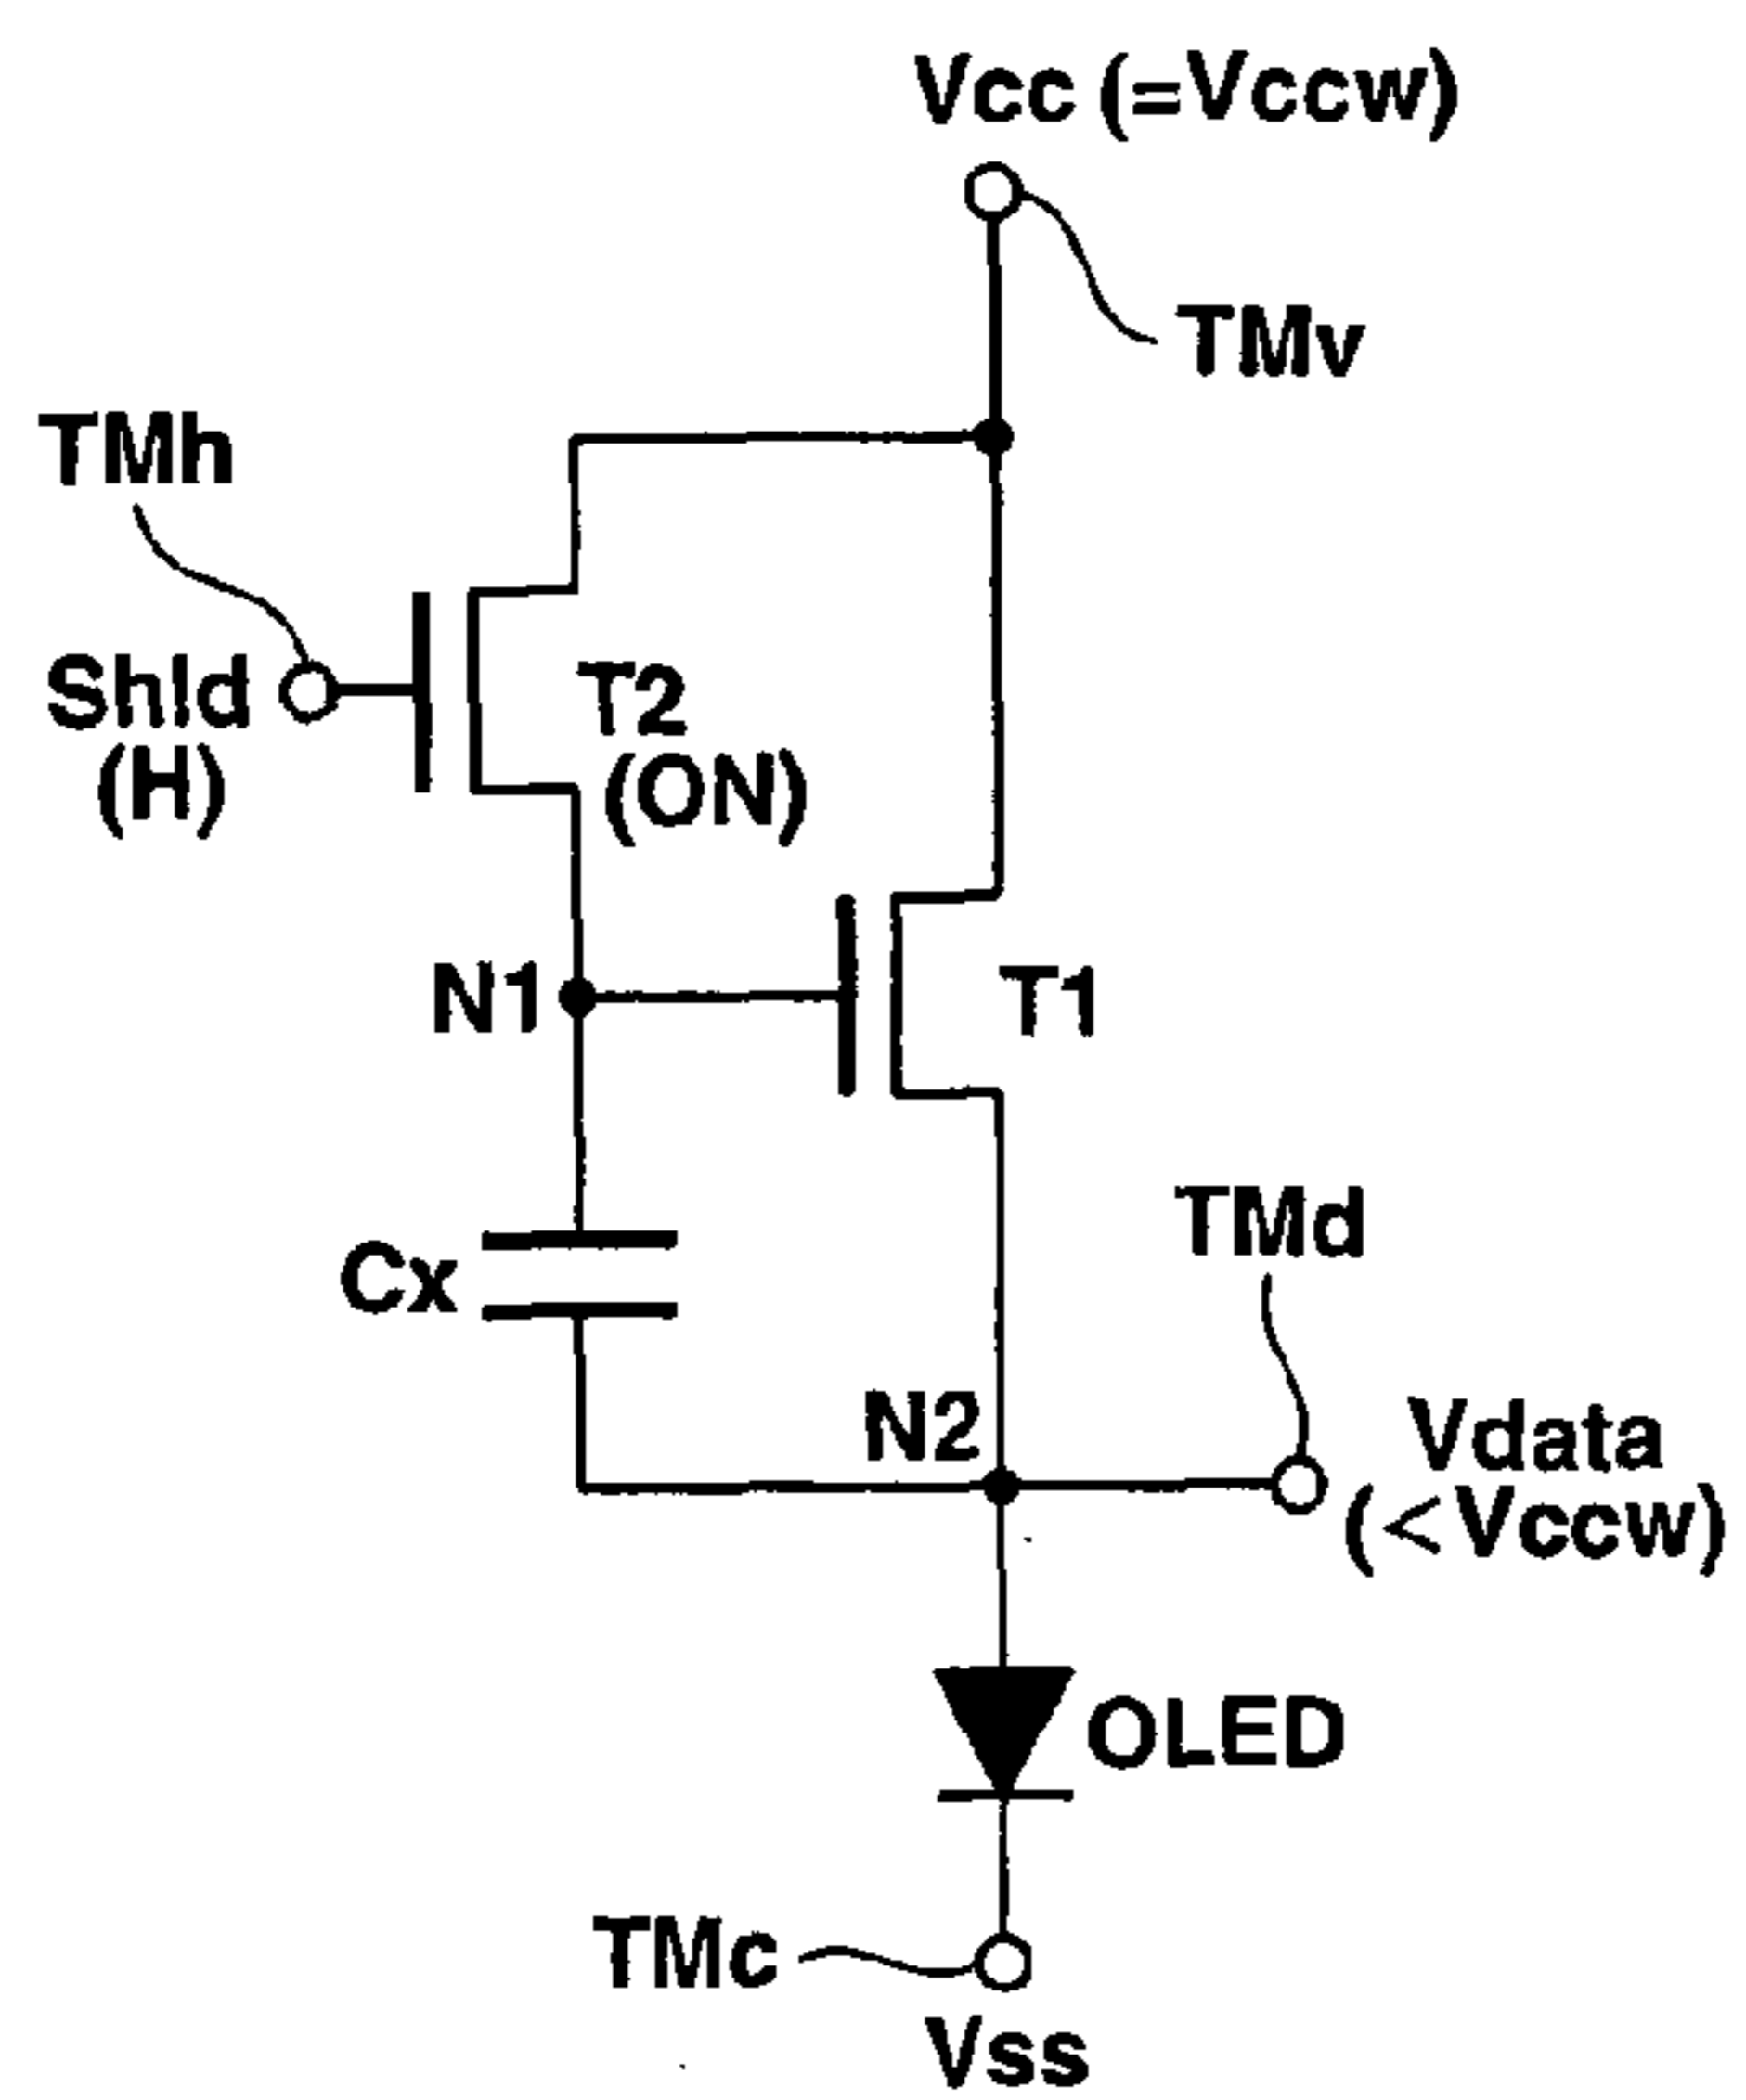 Vcc (=Vccw)
TMv
TMh
Shld
(H)
T2
(ON)
N1
T1
Cx
TMd
N2
Vdata
(<Vccw)
OLED
TMc
Vss